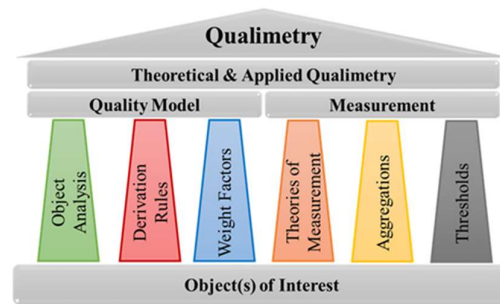 Qualimetry
Theoretical & Applied Qualimetry
Quality Model
Measurement
Object
Analysis
Derivation
Rules
Weight Factors
Theories of
Measurement
Aggregations
Thresholds
Object(s) of Interest